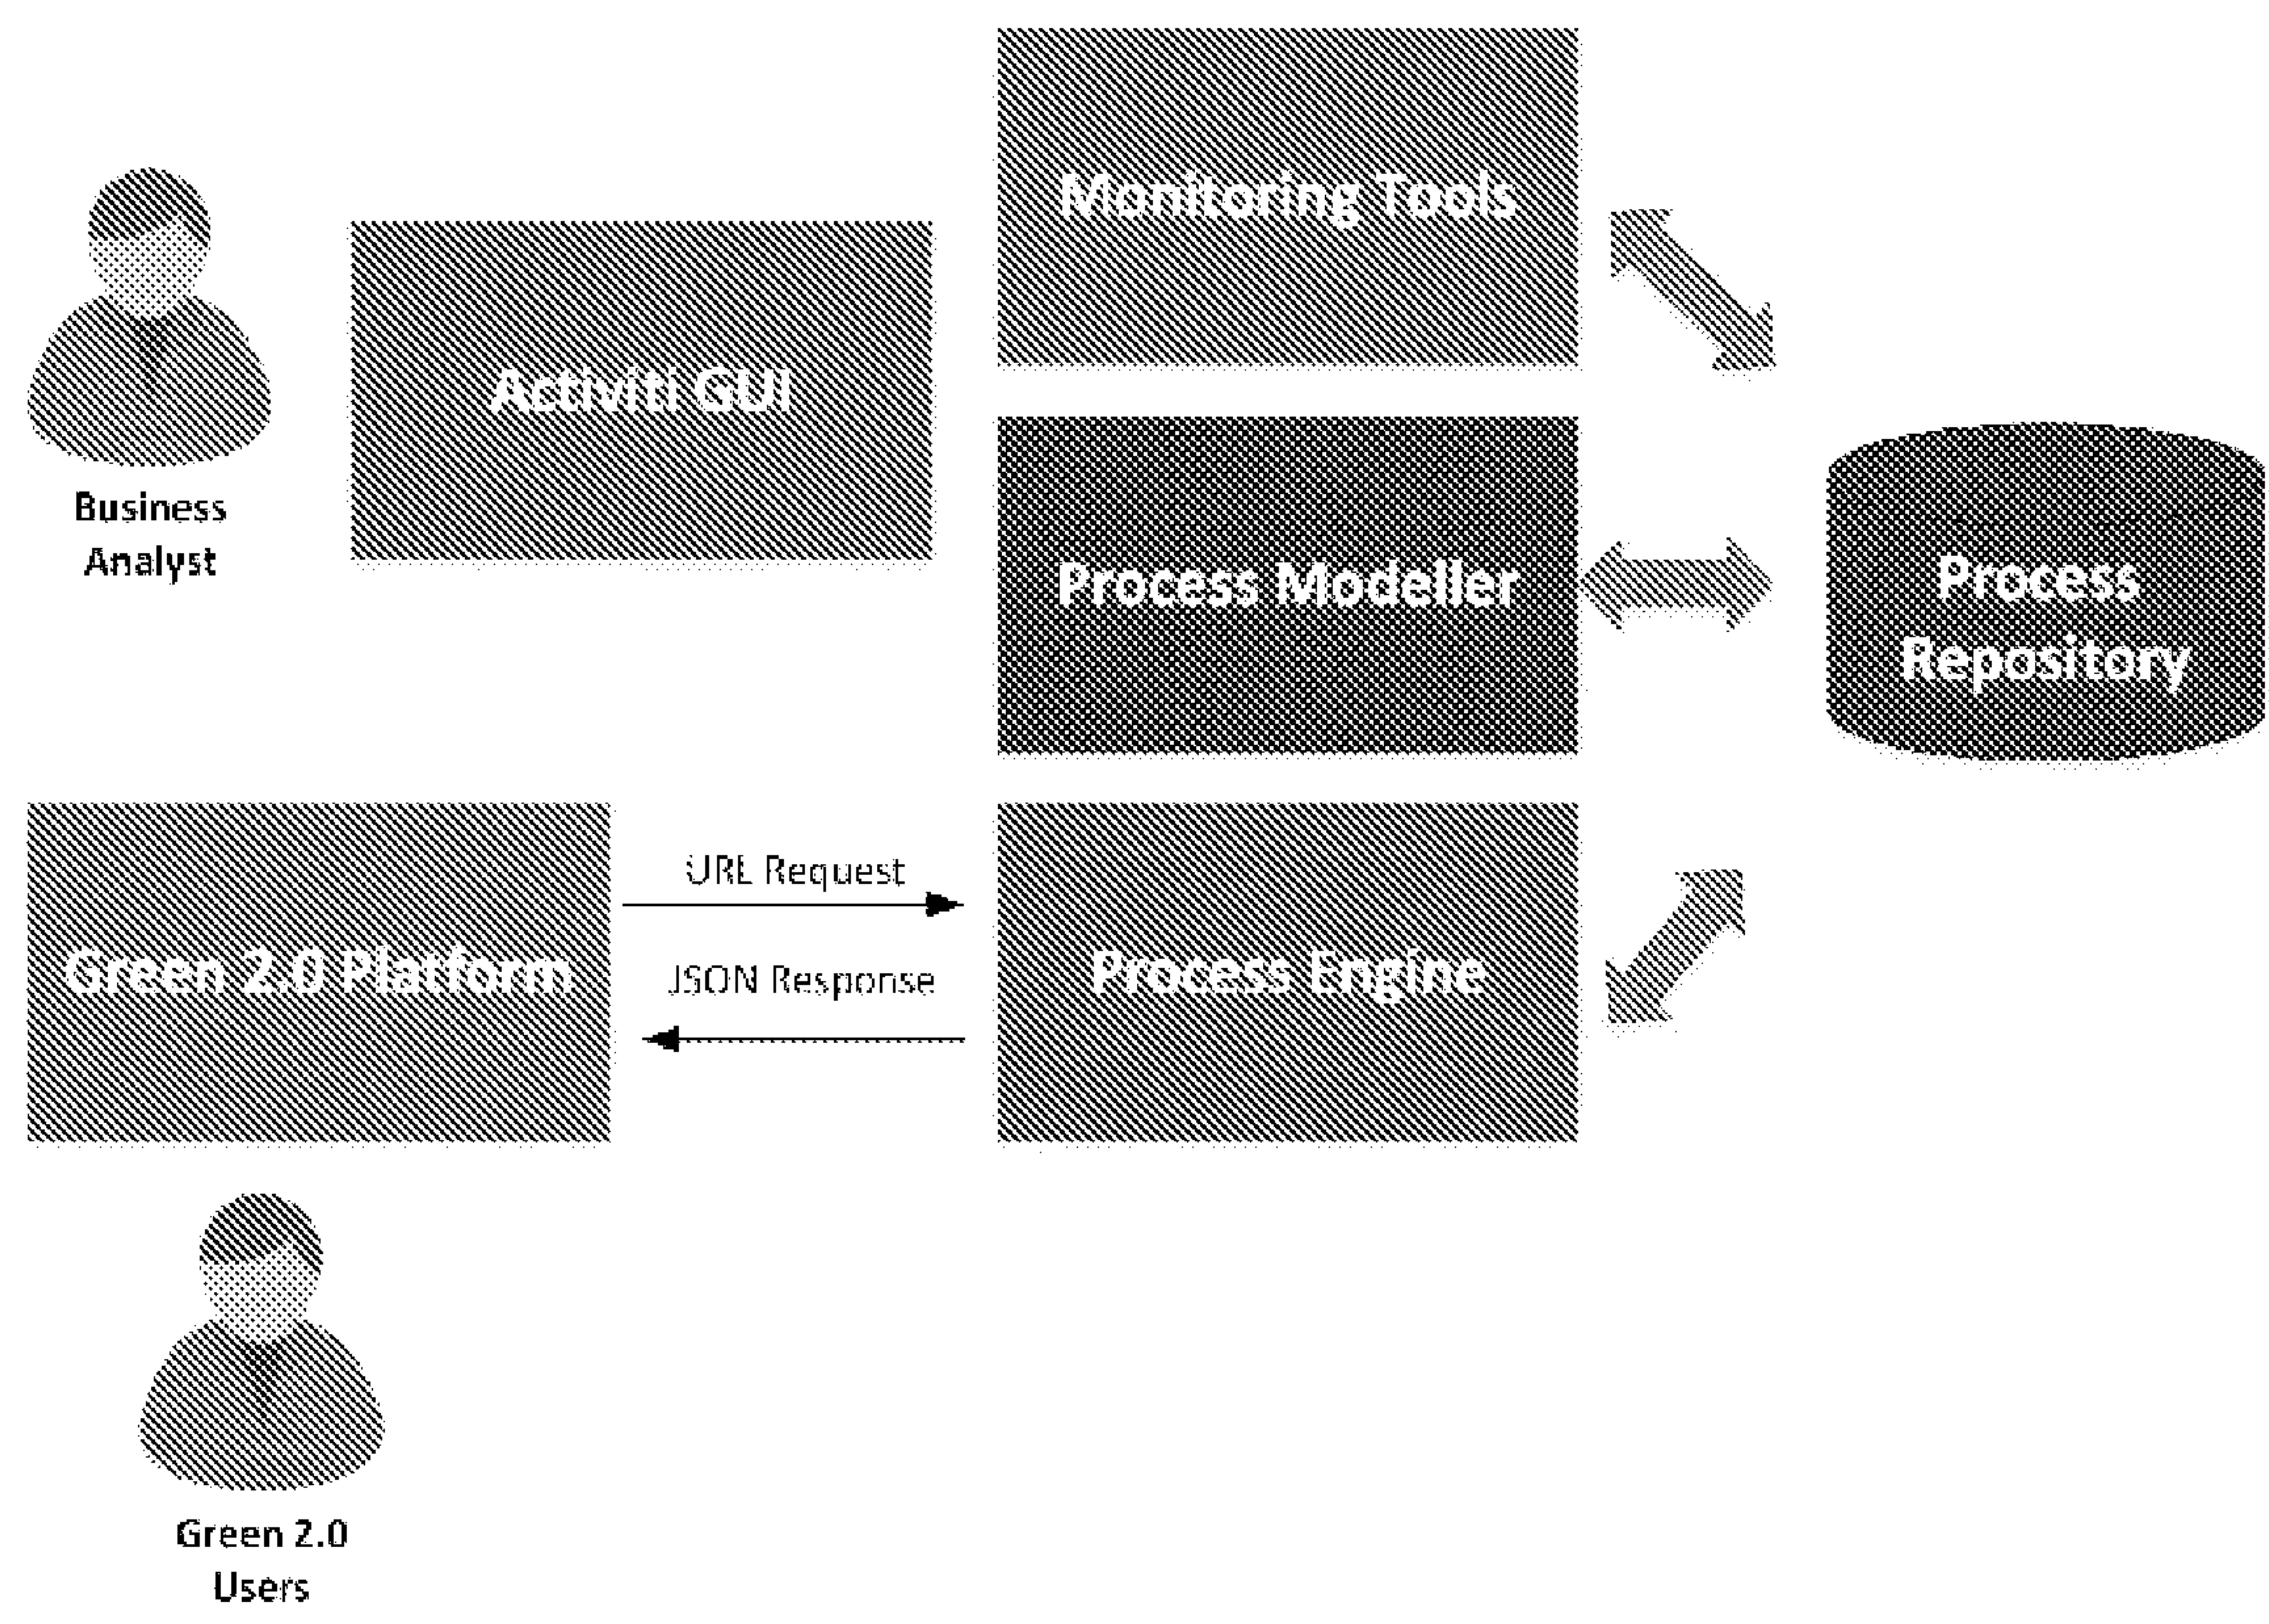 Monitoring Tools
Activiti GUI
Business
Analyst
Process Modeller
Process
Repository
Green 2.0 Platform
URL Request
JSON Response
Process Engine
Green 2.0
Users